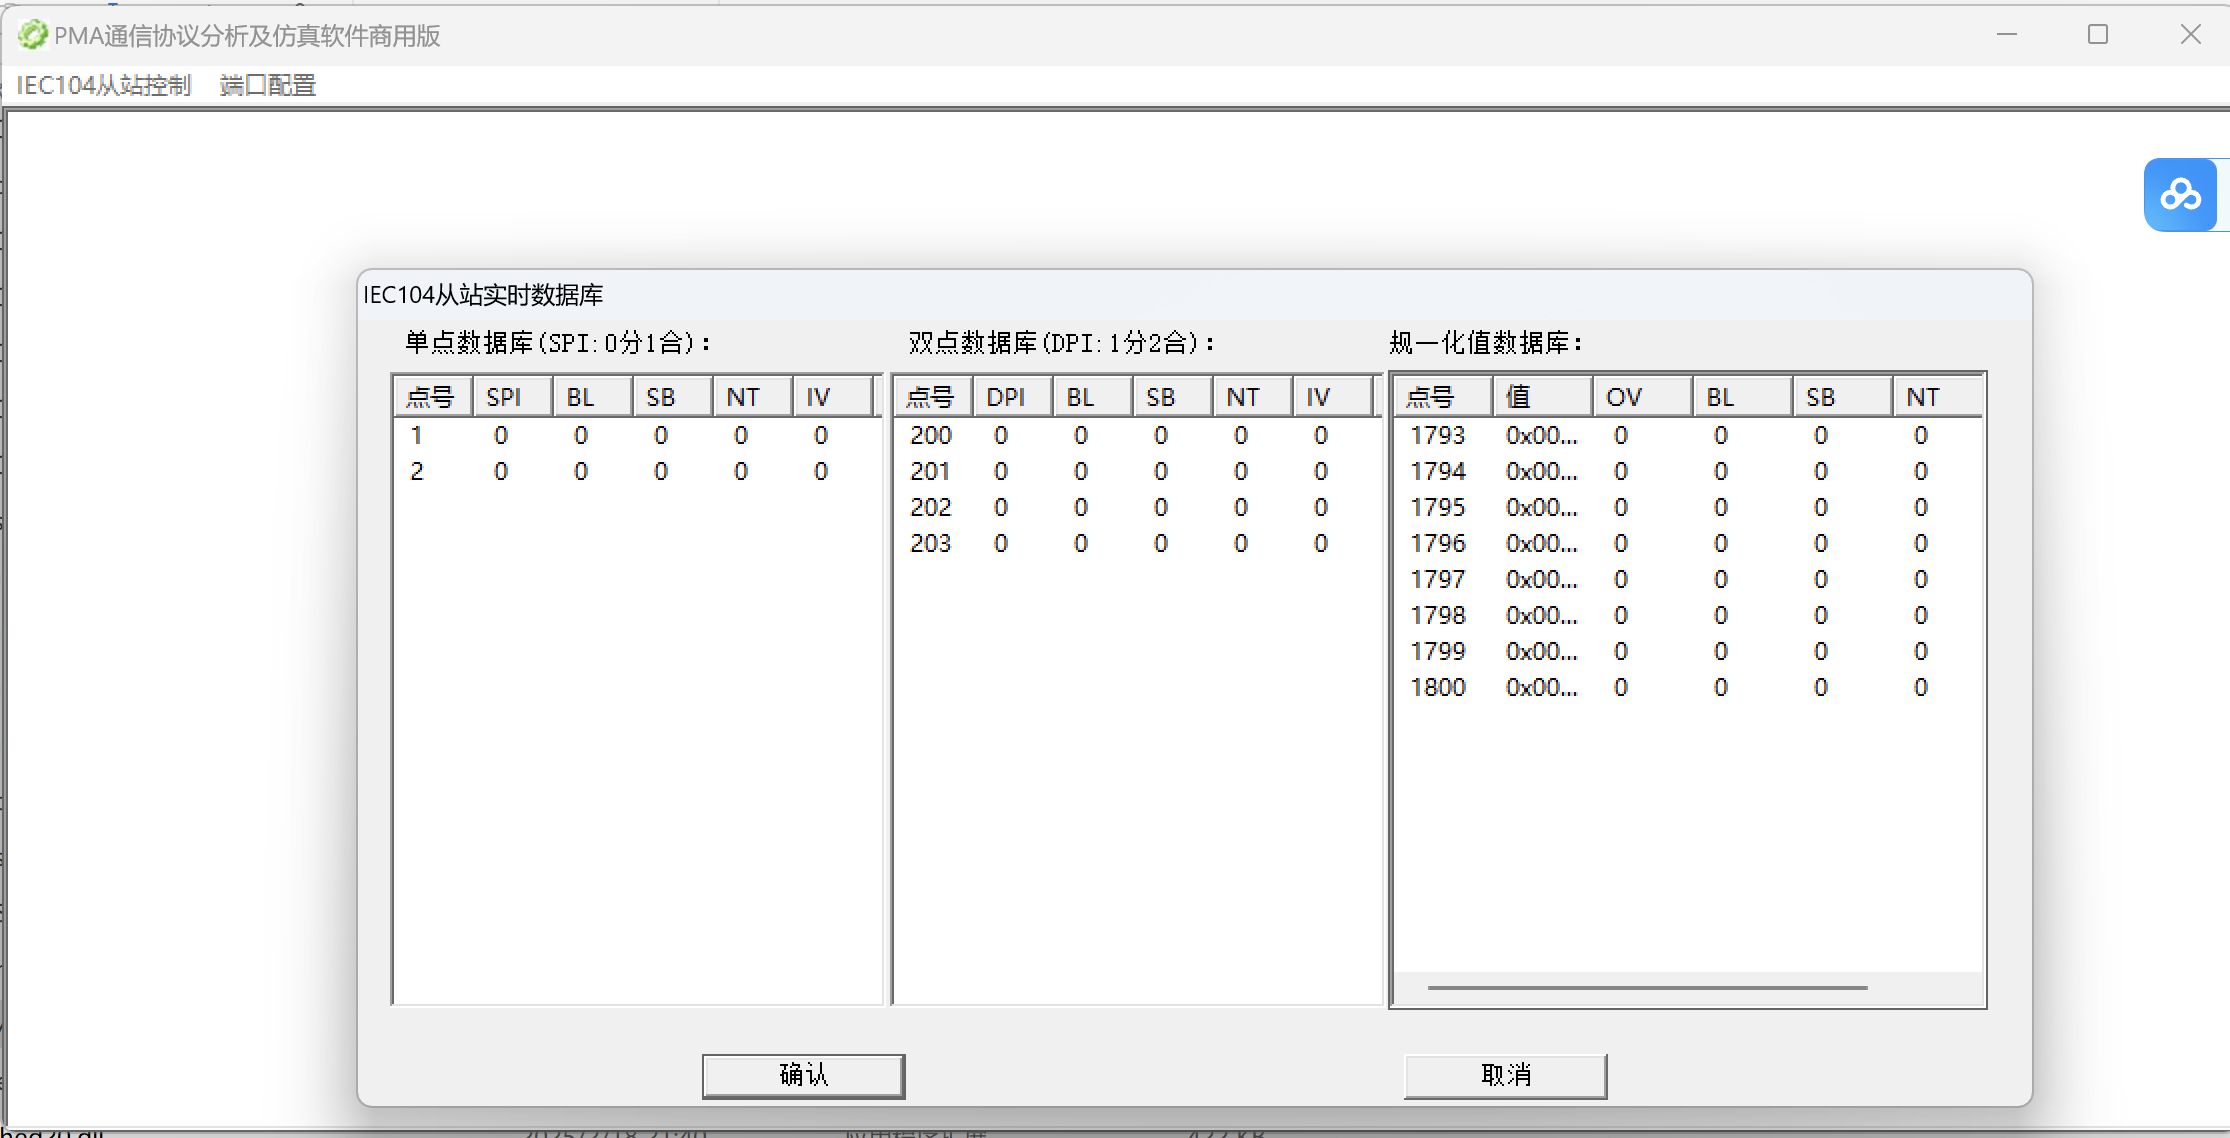 PMA通信协议分析及仿真软件商用版
IEC104从站控制 端口配置
IEC104从站实时数据库
单点数据库(SPI:0分1合)：
双点数据库(DPI:1分2合)：
规一化值数据库：
点号 SPI BL SB NT IV
1 0 0 0 0 0
2 0 0 0 0 0
点号 DPI BL SB NT IV
200 0 0 0 0 0
201 0 0 0 0 0
202 0 0 0 0 0
203 0 0 0 0 0
点号 值 OV BL SB NT
1793 0x00... 0 0 0 0
1794 0x00... 0 0 0 0
1795 0x00... 0 0 0 0
1796 0x00... 0 0 0 0
1797 0x00... 0 0 0 0
1798 0x00... 0 0 0 0
1799 0x00... 0 0 0 0
1800 0x00... 0 0 0 0
确认
取消